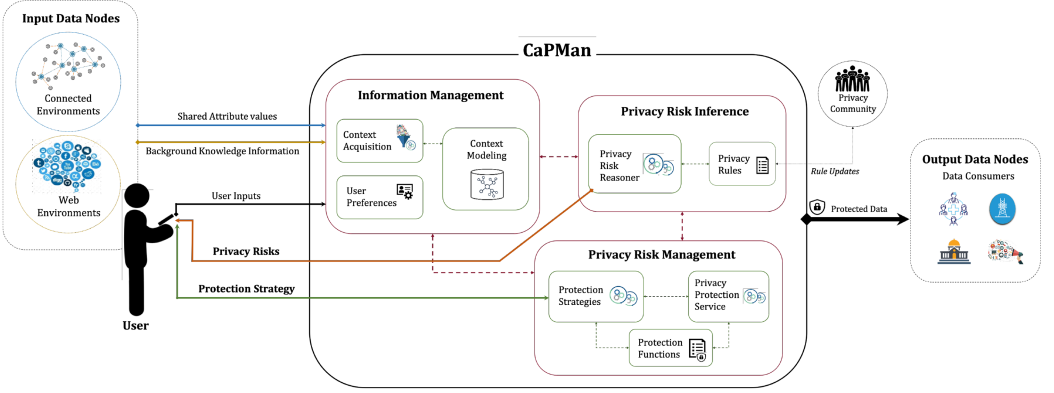 Input Data Nodes
Connected
Environments
Web
Environments
User
Shared Attribute values
Background Knowledge Information
User Inputs
Privacy Risks
Protection Strategy
CaPMan
Information Management
Context
Acquisition
Context
Modeling
User
Preferences
Privacy Risk Inference
Privacy
Risk
Reasoner
Privacy
Rules
Privacy Risk Management
Protection
Strategies
Privacy
Protection
Service
Protection
Functions
Privacy
Community
Rule Updates
Protected Data
Output Data Nodes
Data Consumers